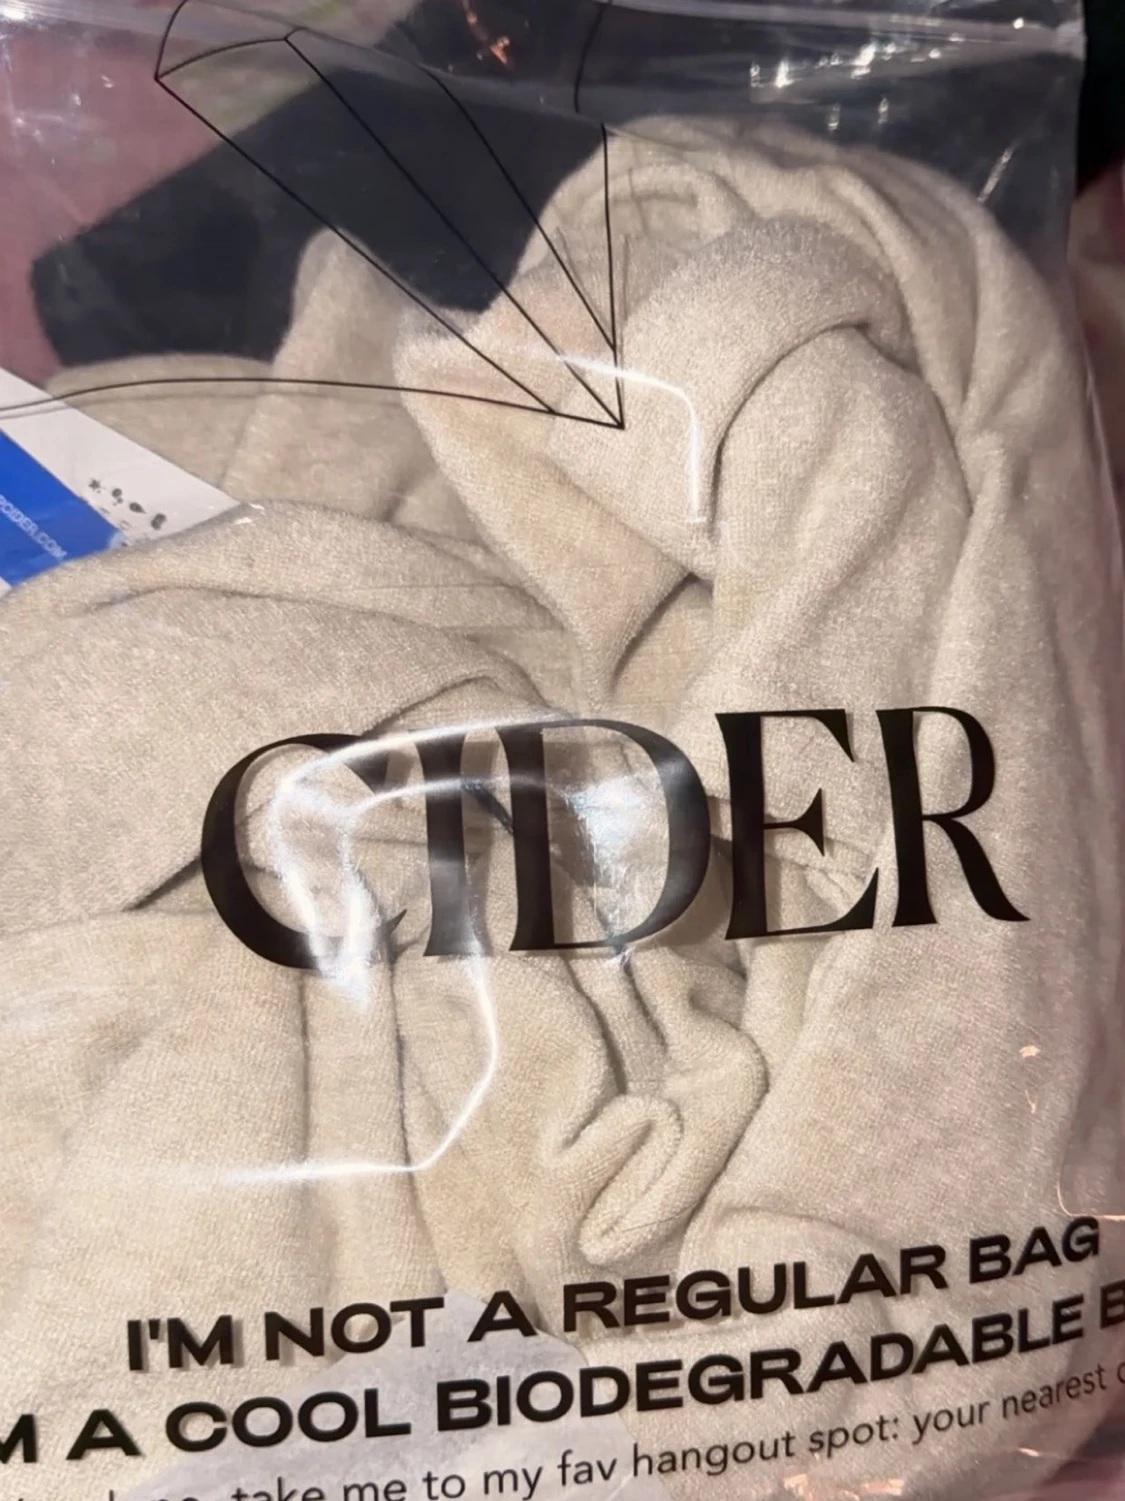 CIDER
I'M NOT A REGULAR BAG
A COOL BIODEGRADABLE
take me to my fav hangout spot: your nearest